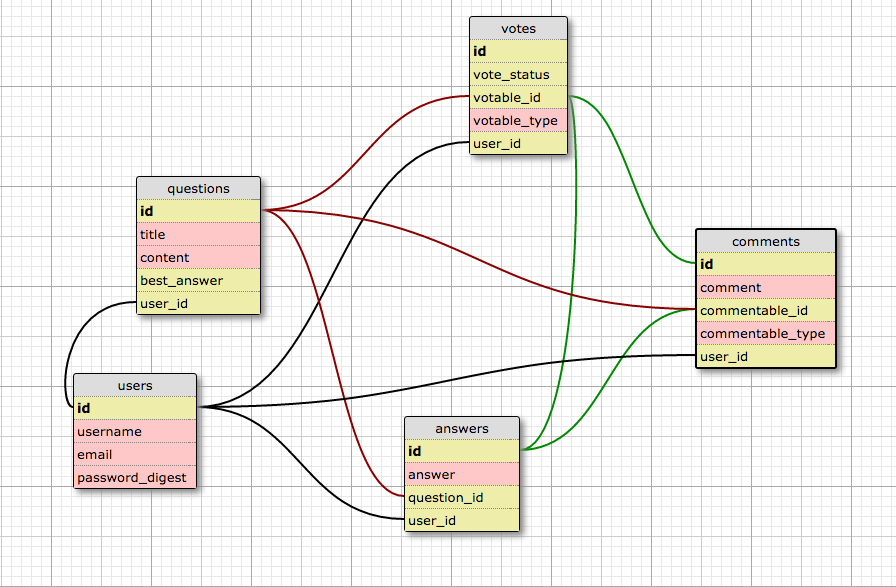 votes
id
vote_status
votable_id
votable_type
user_id
questions
id
title
content
best_answer
user_id
comments
id
comment
commentable_id
commentable_type
user_id
users
id
username
email
password_digest
answers
id
answer
question_id
user_id